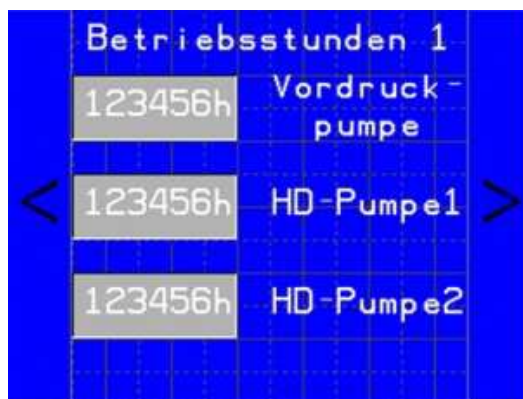 Betriebsstunden 1
123456h Vordruck-
pumpe
< 123456h HD-Pumpe1 >
123456h HD-Pumpe2